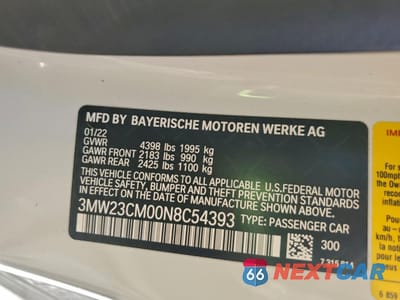 MFD BY BAYERISCHE MOTOREN WERKE AG
01/22
GVWR 4398 lbs 1995 kg
GAWR FRONT 2183 lbs 990 kg
GAWR REAR 2425 lbs 1100 kg
THIS VEHICLE CONFORMS TO ALL APPLICABLE U.S.FEDERAL MOTOR
VEHICLE SAFETY, BUMPER, AND THEFT PREVENTION STANDARDS
IN EFFECT ON THE DATE OF MANUFACTURE SHOWN ABOVE.
3MW23CM00N8C54393 TYPE: PASSENGER CAR
300
66 NEXTCAR
6 859